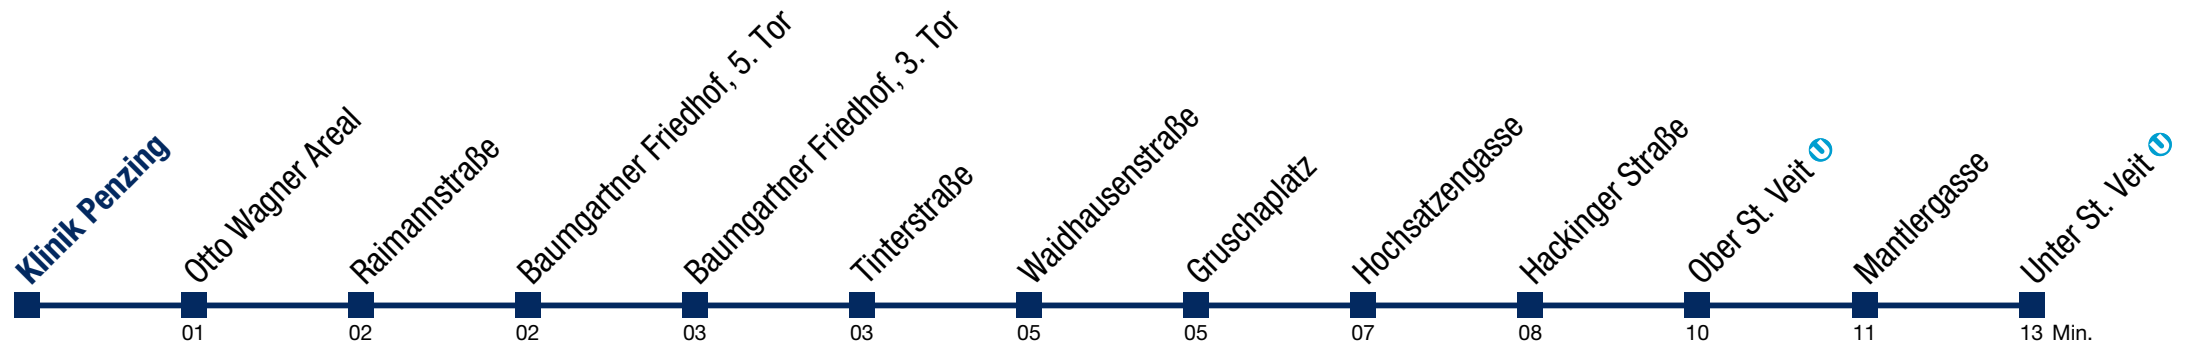 Klinik Penzing
Otto Wagner Areal
Raimannstraße
Baumgartner Friedhof, 5. Tor
Baumgartner Friedhof, 3. Tor
Tinterstraße
Waidhausenstraße
Gruschaplatz
Hochsatzengasse
Hackinger Straße
Ober St. Veit U
Mantlergasse
Unter St. Veit U
01 02 02 03 03 05 05 07 08 10 11 13 Min.